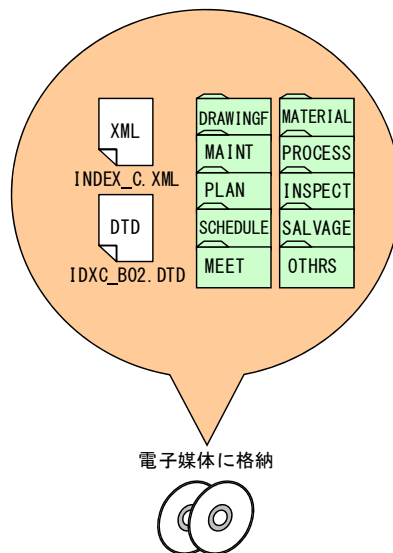 XML
INDEX_C.XML
DTD
IDXC_B02.DTD
DRAWINGF
MAINT
PLAN
SCHEDULE
MEET
MATERIAL
PROCESS
INSPECT
SALVAGE
OTHRS
電子媒体に格納